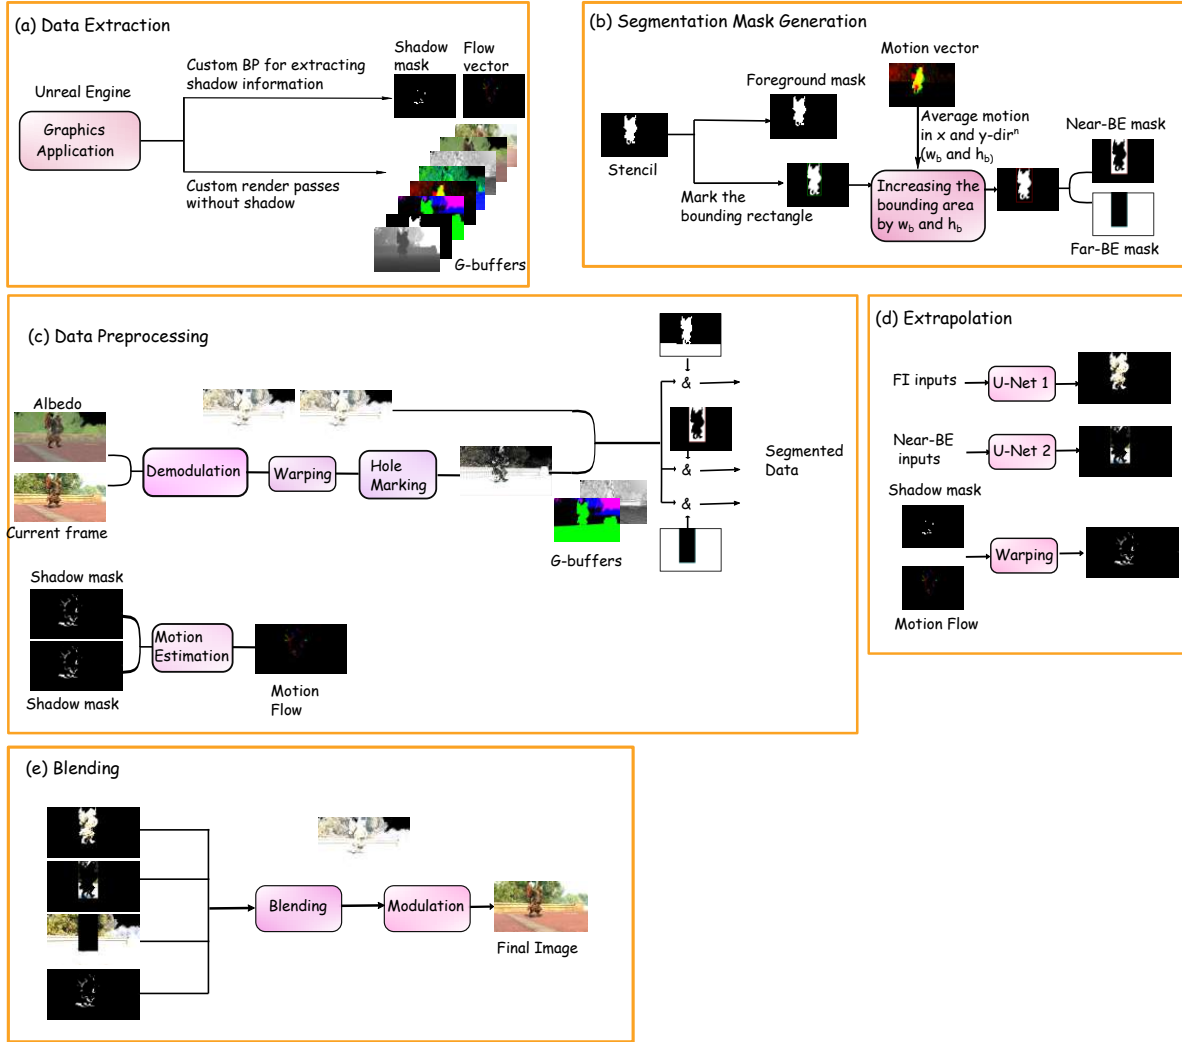 (a) Data Extraction
Unreal Engine
Graphics
Application
Custom BP for extracting
shadow information
Shadow
mask
Flow
vector
Custom render passes
without shadow
G-buffers
(b) Segmentation Mask Generation
Stencil
Foreground mask
Mark the
bounding rectangle
Motion vector
Average motion
in x and y-dirⁿ
(w_b and h_b)
Increasing the
bounding area
by w_b and h_b
Near-BE mask
Far-BE mask
(c) Data Preprocessing
Albedo
Current frame
Demodulation
Warping
Hole
Marking
G-buffers
&
&
&
Segmented
Data
Shadow mask
Shadow mask
Motion
Estimation
Motion
Flow
(d) Extrapolation
FI inputs
U-Net 1
Near-BE
inputs
U-Net 2
Shadow mask
Motion Flow
Warping
(e) Blending
Blending
Modulation
Final Image